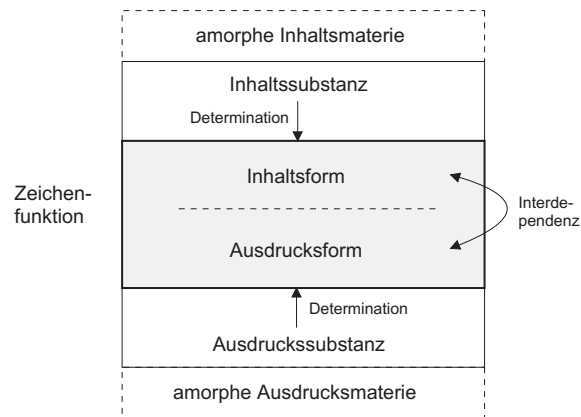 amorphe Inhaltsmaterie
Inhaltssubstanz
Determination
Inhaltsform
Zeichen-
funktion
Interde-
pendenz
Ausdrucksform
Determination
Ausdruckssubstanz
amorphe Ausdrucksmaterie